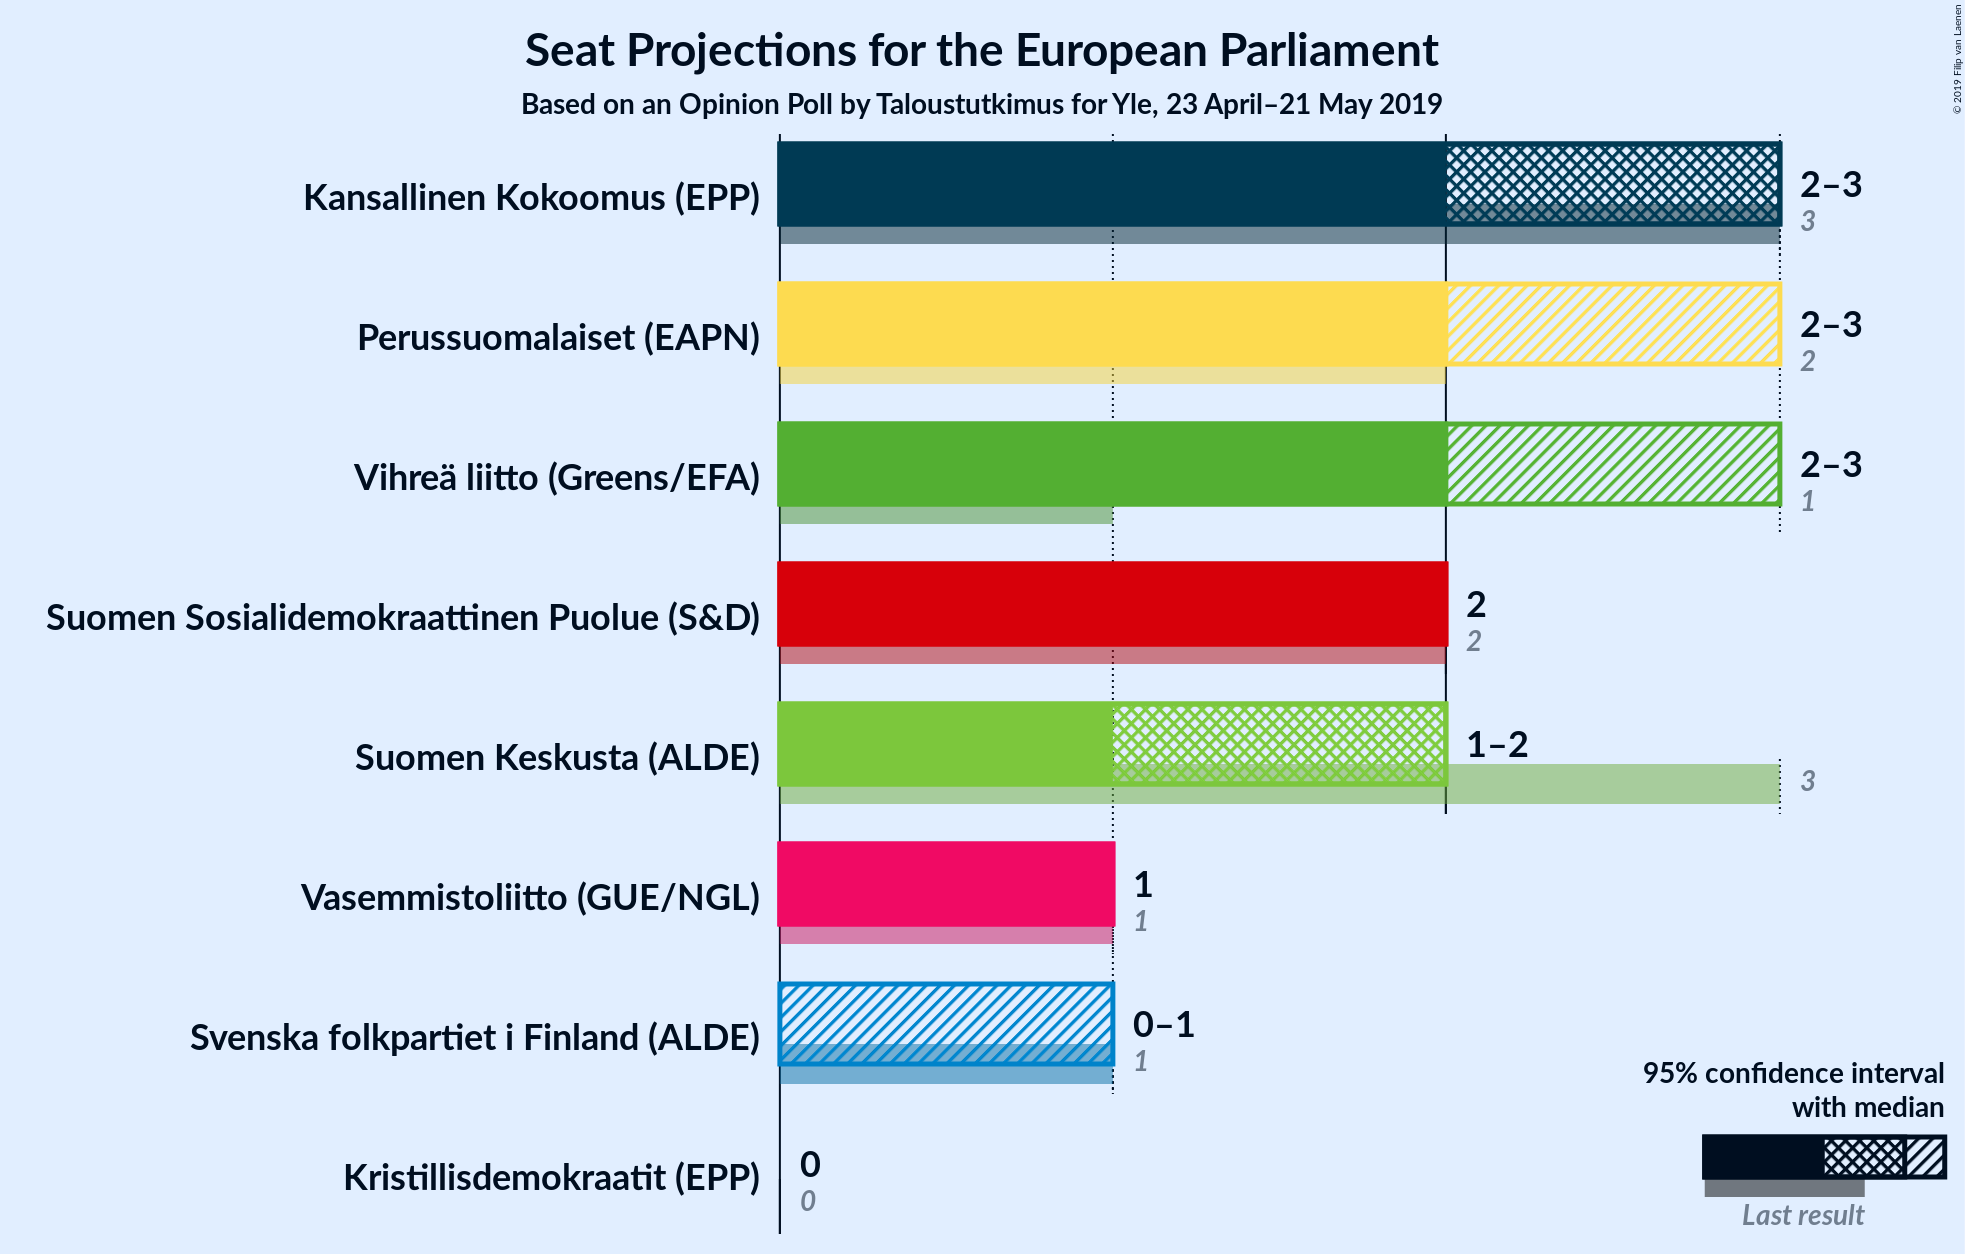 Seat Projections for the European Parliament
Based on an Opinion Poll by Taloustutkimus for Yle, 23 April–21 May 2019
© 2019 Filip van Laenen
Kansallinen Kokoomus (EPP)
2–3
3
Perussuomalaiset (EAPN)
2–3
2
Vihreä liitto (Greens/EFA)
2–3
1
Suomen Sosialidemokraattinen Puolue (S&D)
2
2
Suomen Keskusta (ALDE)
1–2
3
Vasemmistoliitto (GUE/NGL)
1
1
Svenska folkpartiet i Finland (ALDE)
0–1
1
Kristillisdemokraatit (EPP)
0
0
95% confidence interval
with median
Last result